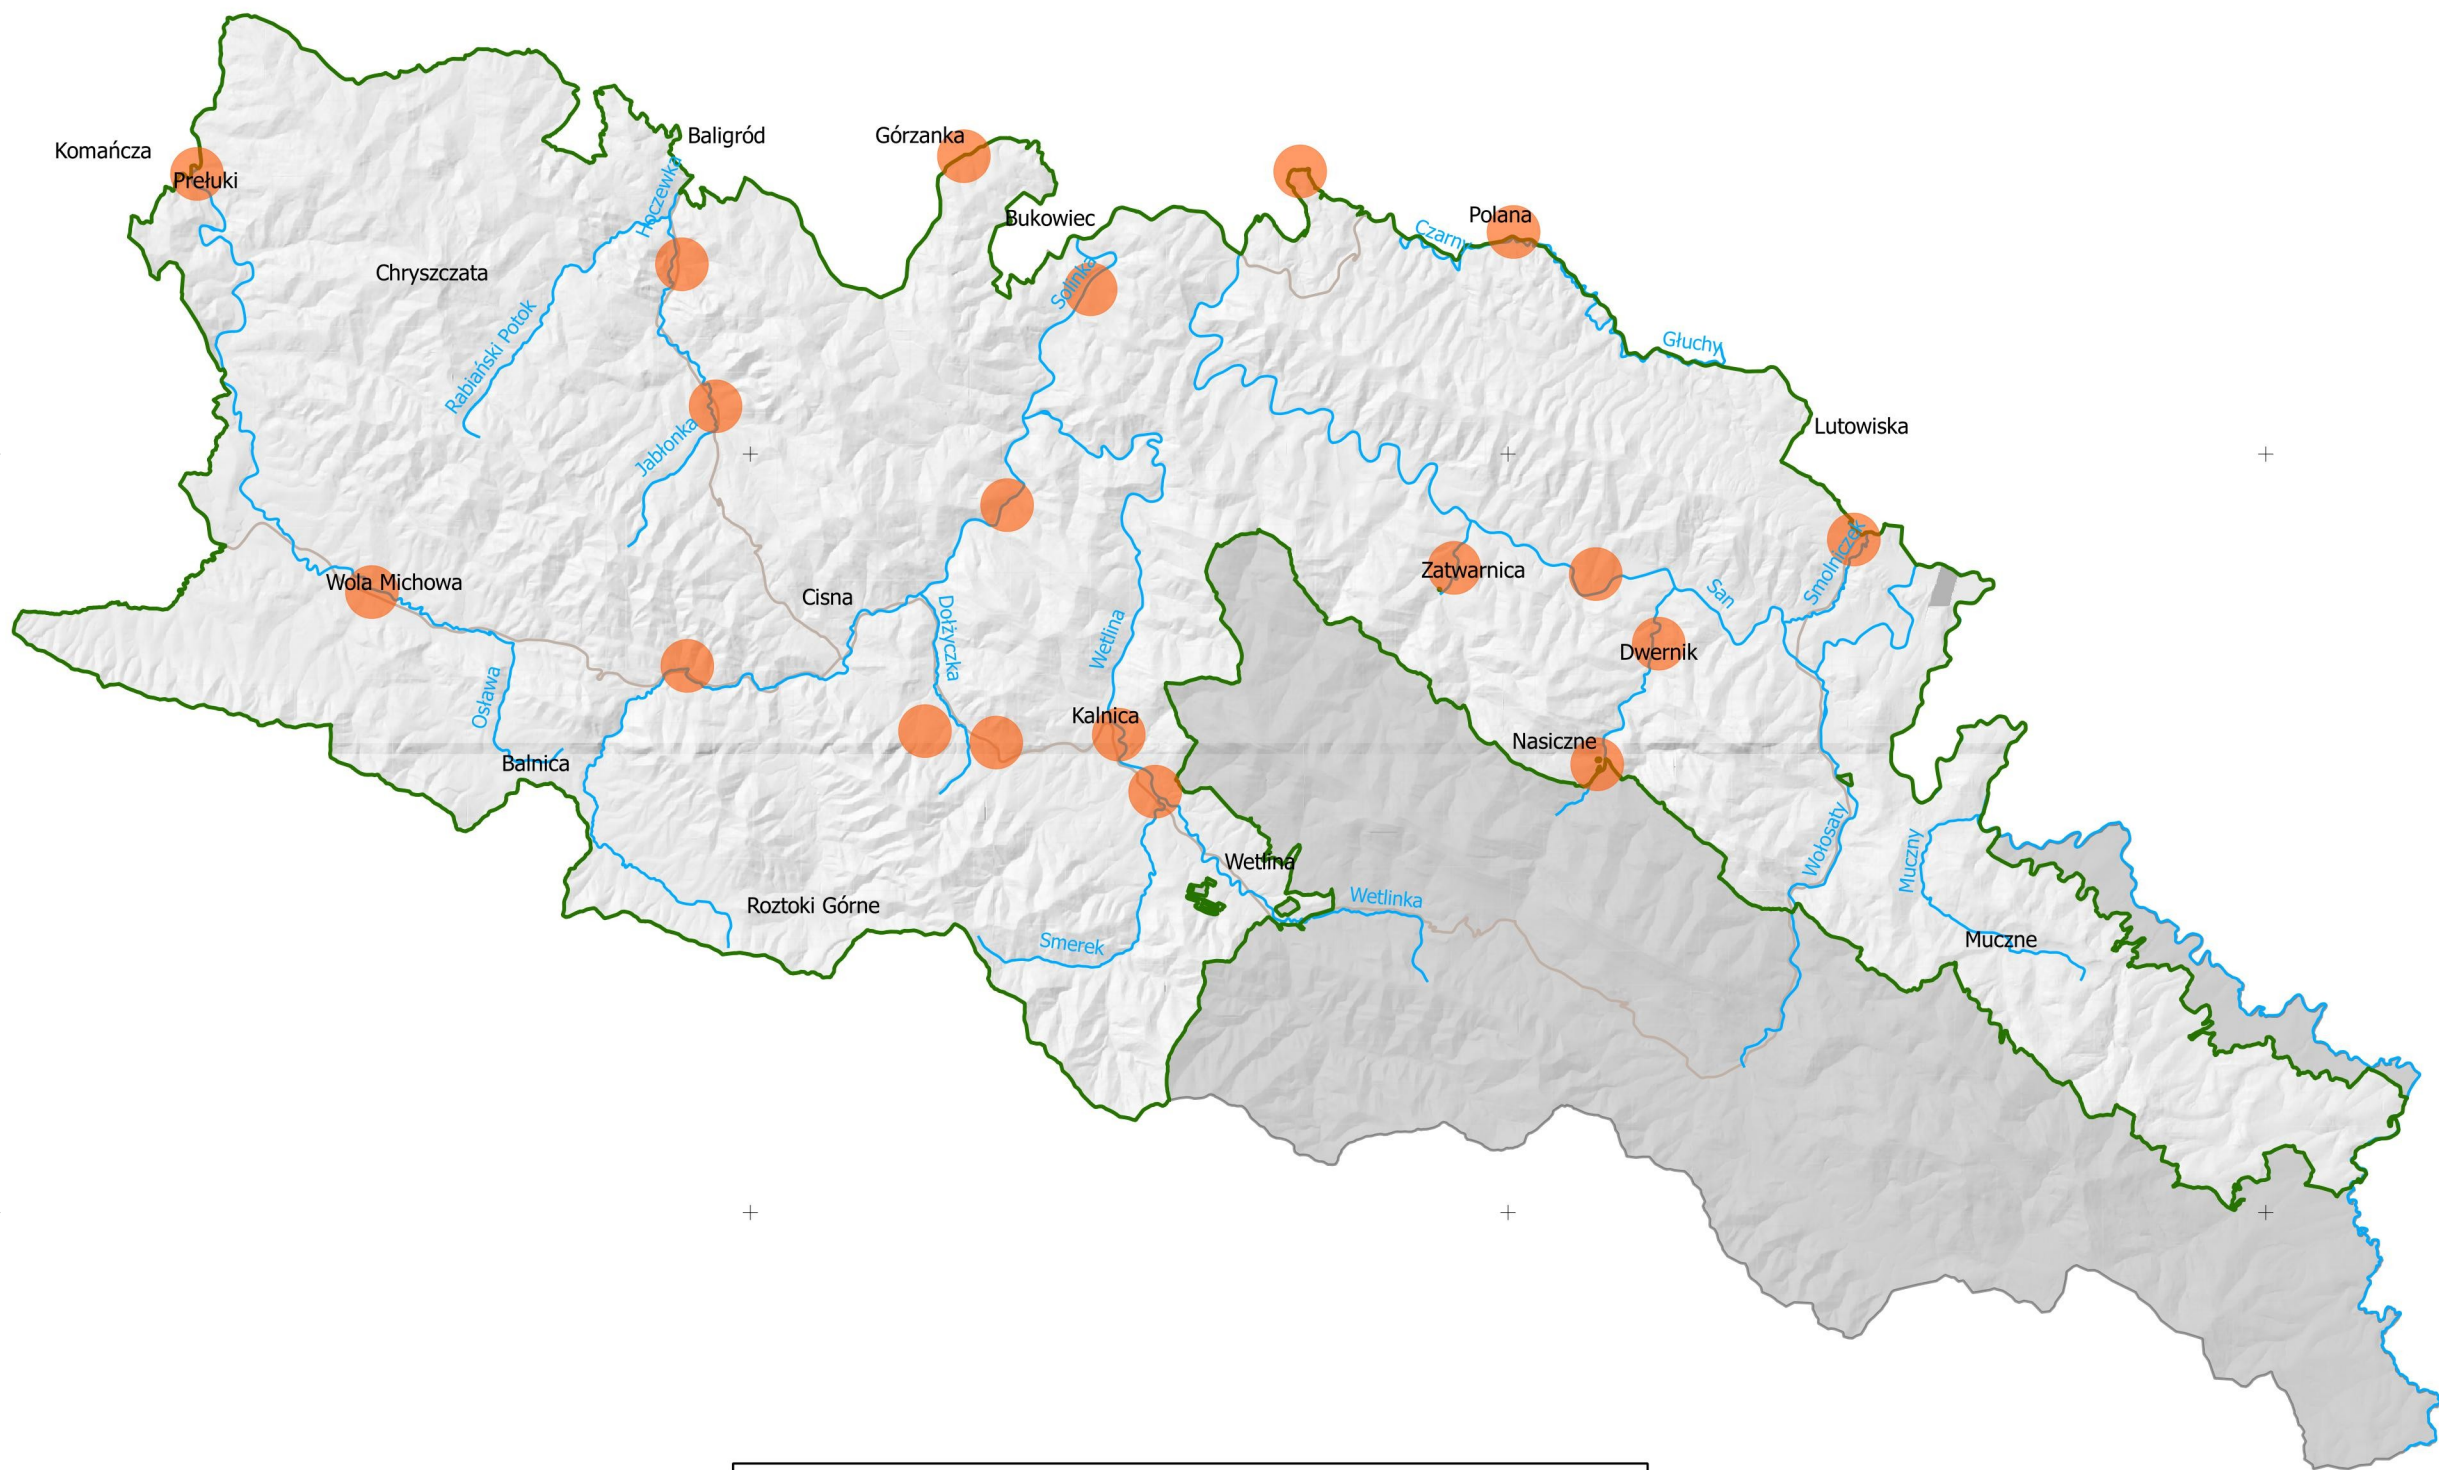 Baligród
Górzanka
Komańcza
Prełuki
Hoczewka
Polana
Bukowiec
Czarny
Chryszczata
Solinka
Rabiański Potok
Głuchy
Lutowiska
Jabłonka
Smolniczek
Zatwarnica
Wola Michowa
Cisna
San
Dołżyczka
Wetlina
Dwernik
Osława
Kalnica
Nasiczne
Balnica
Wołosaty
Muczny
Wetlina
Wetlinka
Roztoki Górne
Smerek
Muczne